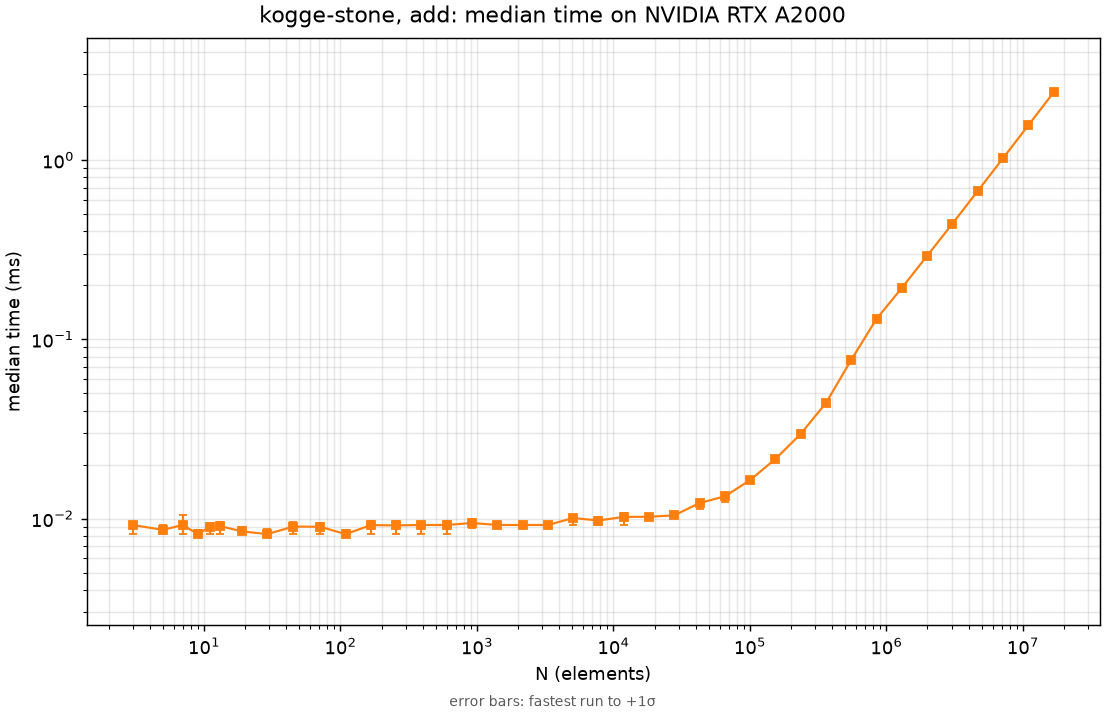 kogge-stone, add: median time on NVIDIA RTX A2000
median time (ms)
10⁰
10⁻¹
10⁻²
10¹ 10² 10³ 10⁴ 10⁵ 10⁶ 10⁷
N (elements)
error bars: fastest run to +1σ